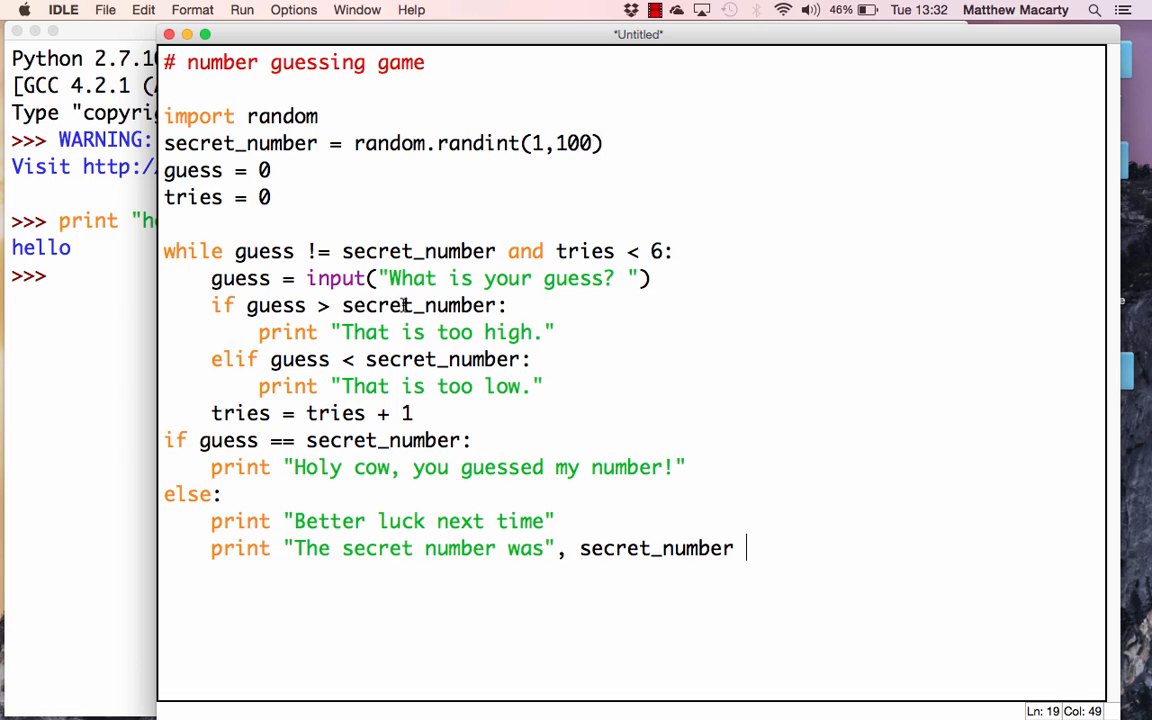 IDLE File Edit Format Run Options Window Help 46% Tue 13:32 Matthew Macarty
*Untitled*
Python 2.7.10
[GCC 4.2.1 (
Type "copyri
>>> WARNING:
Visit http:/
>>> print "h
hello
>>>
# number guessing game
import random
secret_number = random.randint(1,100)
guess = 0
tries = 0
while guess != secret_number and tries < 6:
    guess = input("What is your guess? ")
    if guess > secret_number:
        print "That is too high."
    elif guess < secret_number:
        print "That is too low."
    tries = tries + 1
if guess == secret_number:
    print "Holy cow, you guessed my number!"
else:
    print "Better luck next time"
    print "The secret number was", secret_number
Ln: 19 Col: 49